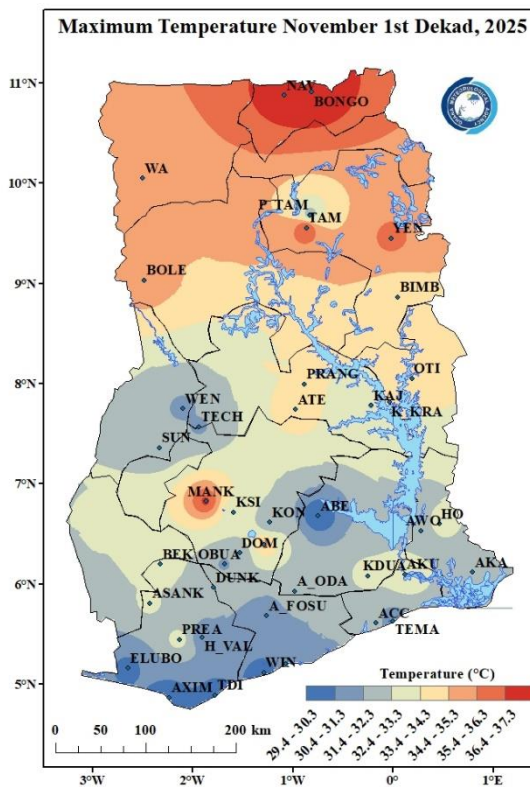 Maximum Temperature November 1st Dekad, 2025
11°N
NAV
BONGO
WA
10°N
P_TAM
TAM
YEN
9°N
BOLE
BIMB
PRANG
OTI
8°N
WEN
ATE
KAJ
K_KRA
TECH
SUN
7°N
MANK
KSI
KON
ABE
AWO
HO
DOM
BEK
OBUA
KDUA
AKU
AKA
6°N
DUNK
A_ODA
ASANK
A_FOSU
ACC
TEMA
PREA
H_VAL
ELUBO
WIN
5°N
AXIM
TDI
Temperature (°C)
29.4 - 30.3
30.4 - 31.3
31.4 - 32.3
32.4 - 33.3
33.4 - 34.3
34.4 - 35.3
35.4 - 36.3
36.4 - 37.3
0 100 200 km
3°W 2°W 1°W 0° 1°E